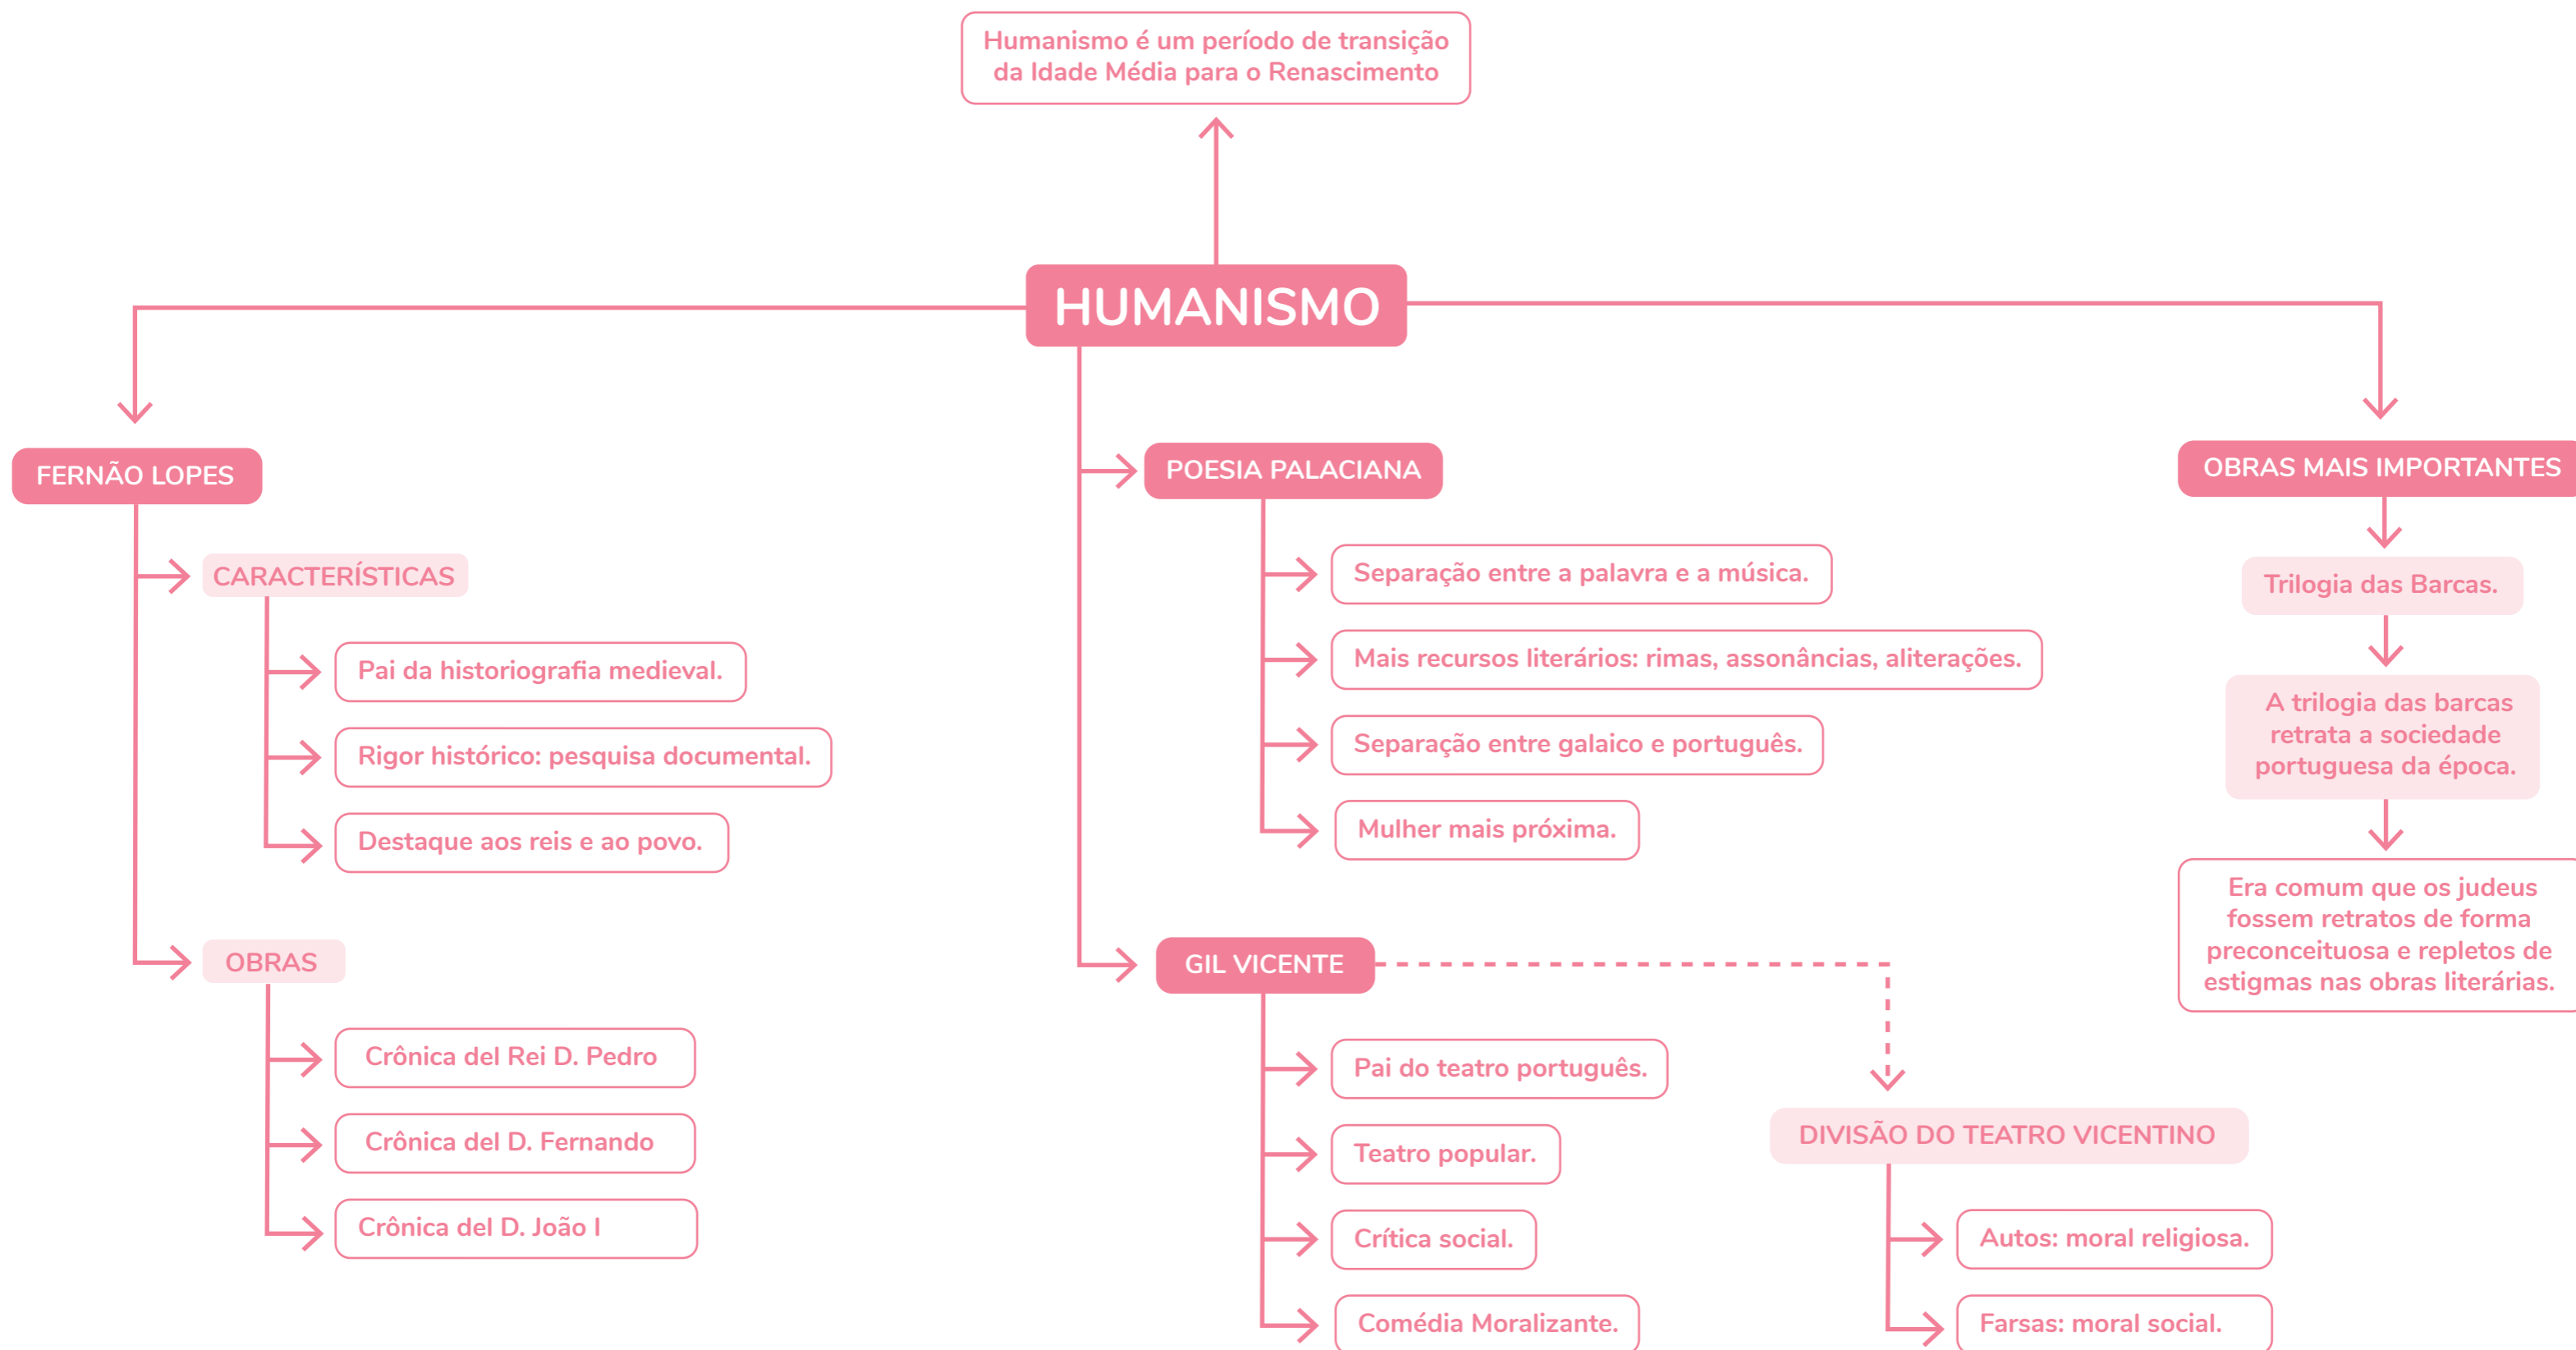 Humanismo é um período de transição
da Idade Média para o Renascimento
HUMANISMO
FERNÃO LOPES
CARACTERÍSTICAS
Pai da historiografia medieval.
Rigor histórico: pesquisa documental.
Destaque aos reis e ao povo.
OBRAS
Crônica del Rei D. Pedro
Crônica del D. Fernando
Crônica del D. João I
POESIA PALACIANA
Separação entre a palavra e a música.
Mais recursos literários: rimas, assonâncias, aliterações.
Separação entre galaico e português.
Mulher mais próxima.
GIL VICENTE
Pai do teatro português.
Teatro popular.
Crítica social.
Comédia Moralizante.
DIVISÃO DO TEATRO VICENTINO
Autos: moral religiosa.
Farsas: moral social.
OBRAS MAIS IMPORTANTES
Trilogia das Barcas.
A trilogia das barcas
retrata a sociedade
portuguesa da época.
Era comum que os judeus
fossem retratos de forma
preconceituosa e repletos de
estigmas nas obras literárias.